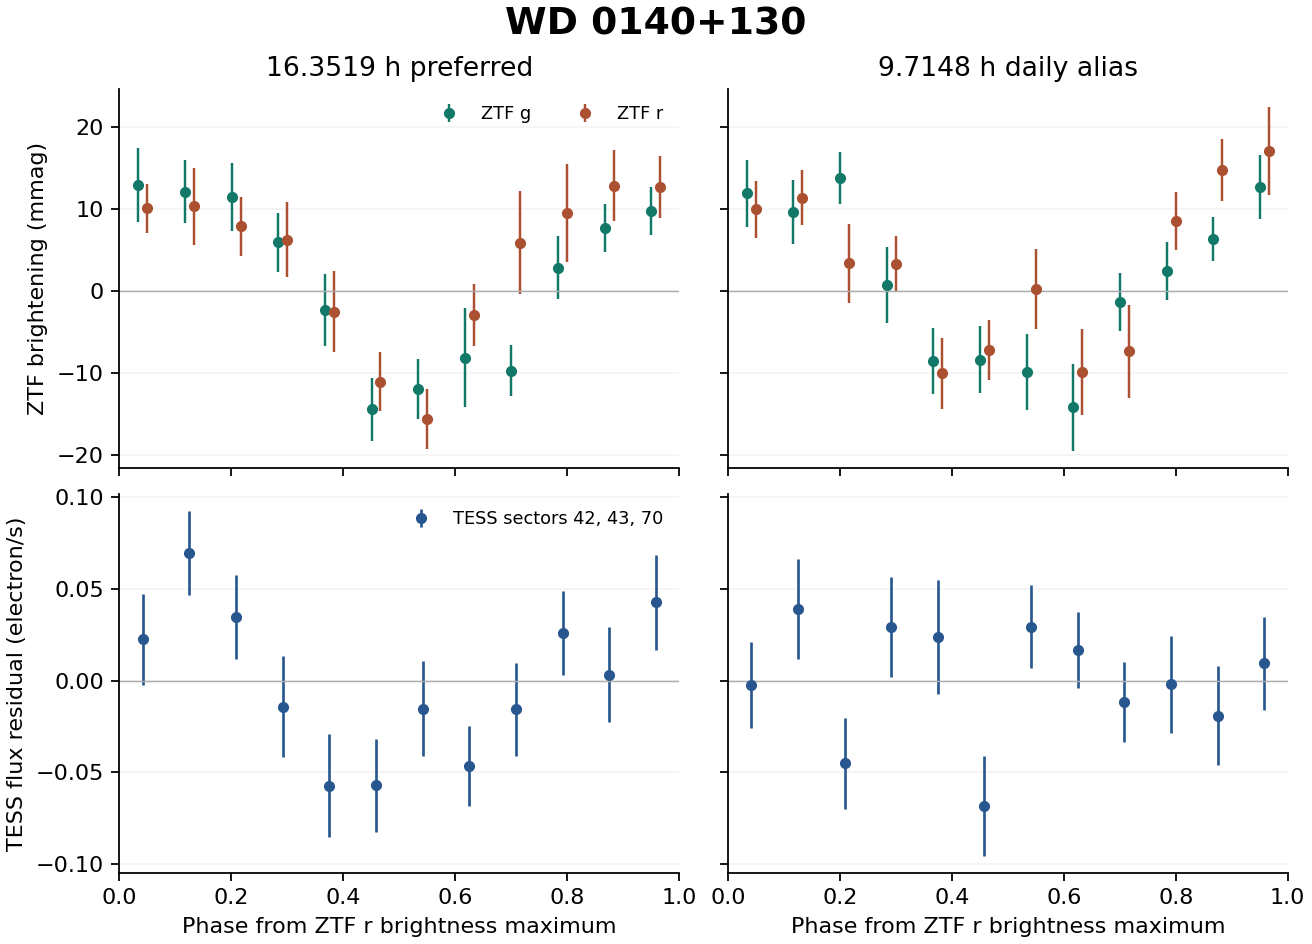 WD 0140+130
16.3519 h preferred
9.7148 h daily alias
ZTF g
ZTF r
ZTF brightening (mmag)
20
10
0
−10
−20
TESS sectors 42, 43, 70
TESS flux residual (electron/s)
0.10
0.05
0.00
−0.05
−0.10
0.0 0.2 0.4 0.6 0.8 1.0
0.0 0.2 0.4 0.6 0.8 1.0
Phase from ZTF r brightness maximum
Phase from ZTF r brightness maximum